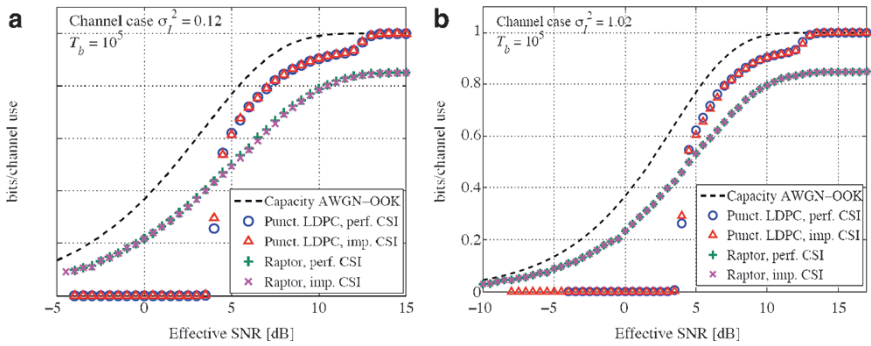 a
Channel case σ_I^2 = 0.12
T_b = 10^5
bits/channel use
Capacity AWGN–OOK
Punct. LDPC, perf. CSI
Punct. LDPC, imp. CSI
Raptor, perf. CSI
Raptor, imp. CSI
−5 0 5 10 15
Effective SNR [dB]
b
Channel case σ_I^2 = 1.02
T_b = 10^5
bits/channel use
1
0.8
0.6
0.4
0.2
0
Capacity AWGN–OOK
Punct. LDPC, perf. CSI
Punct. LDPC, imp. CSI
Raptor, perf. CSI
Raptor, imp. CSI
−10 −5 0 5 10 15
Effective SNR [dB]